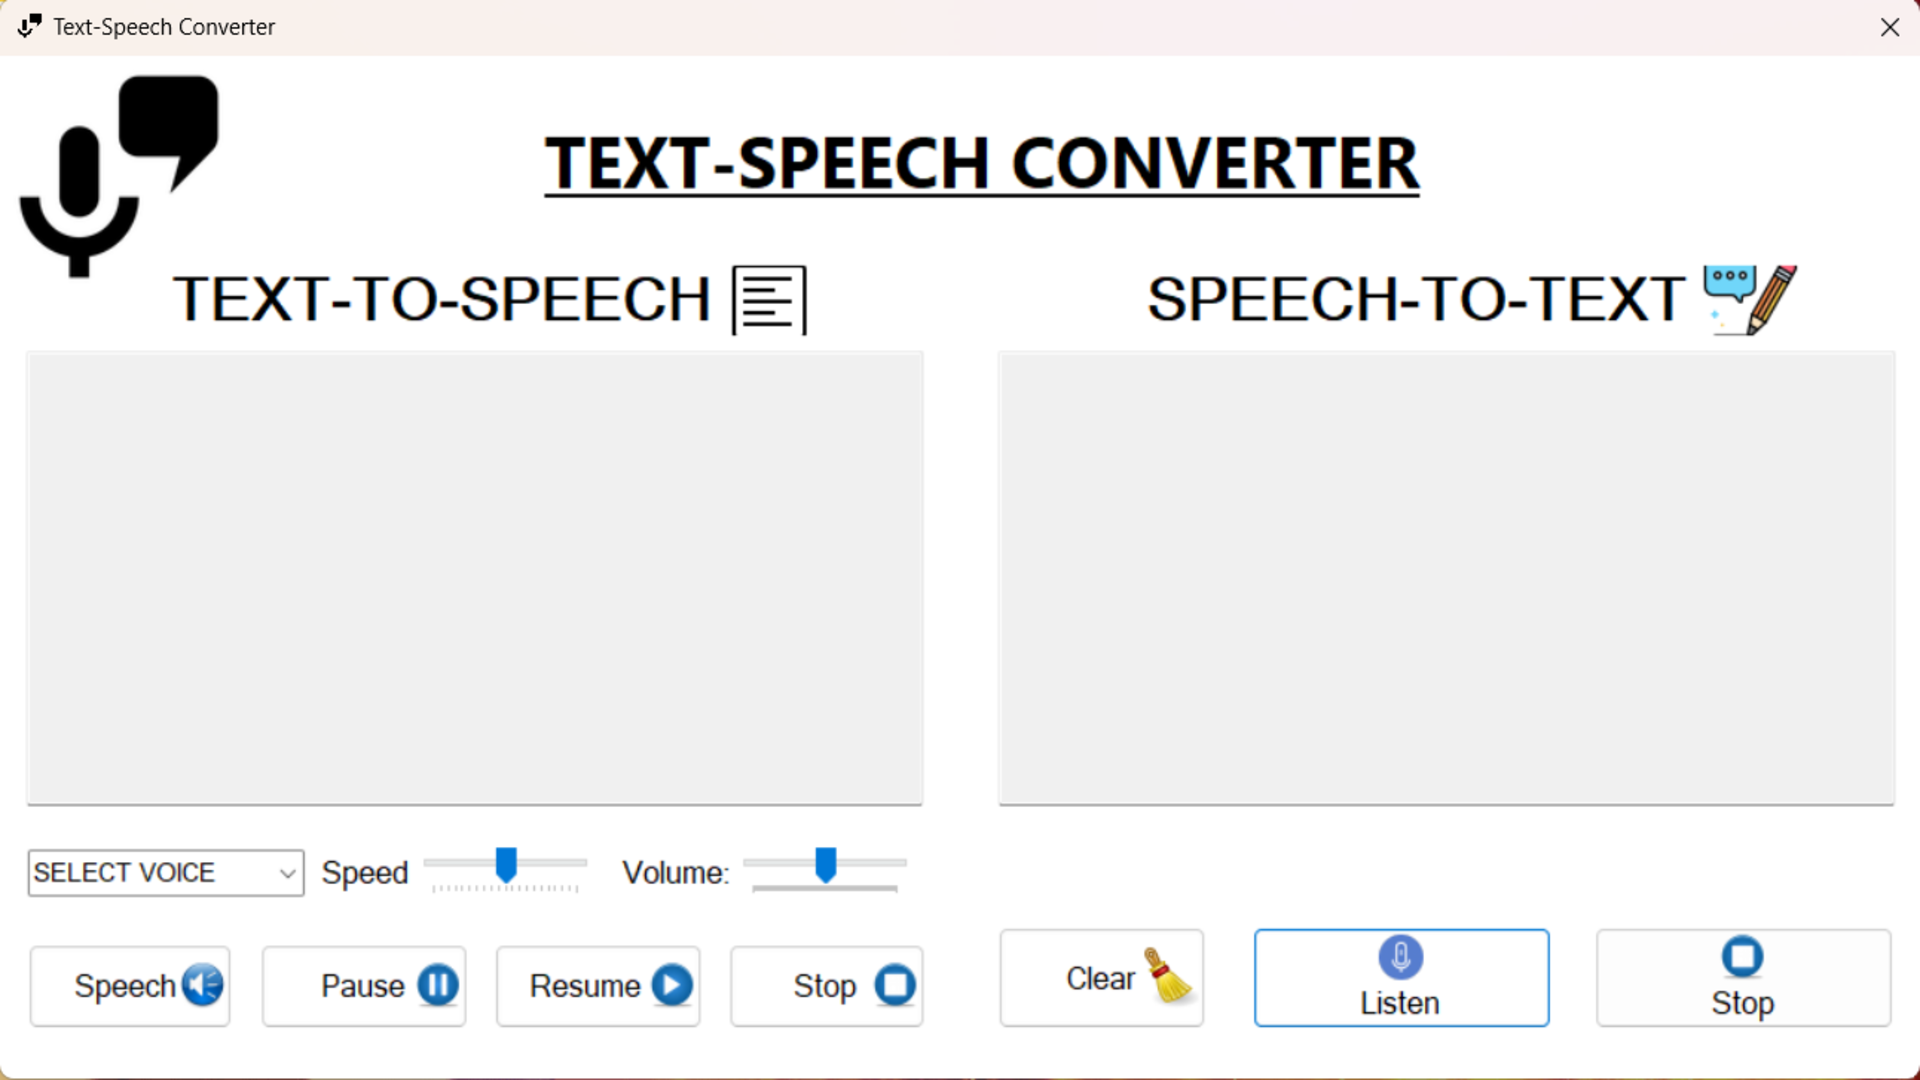 Text-Speech Converter
TEXT-SPEECH CONVERTER
TEXT-TO-SPEECH
SPEECH-TO-TEXT
SELECT VOICE
Speed
Volume:
Speech
Pause
Resume
Stop
Clear
Listen
Stop